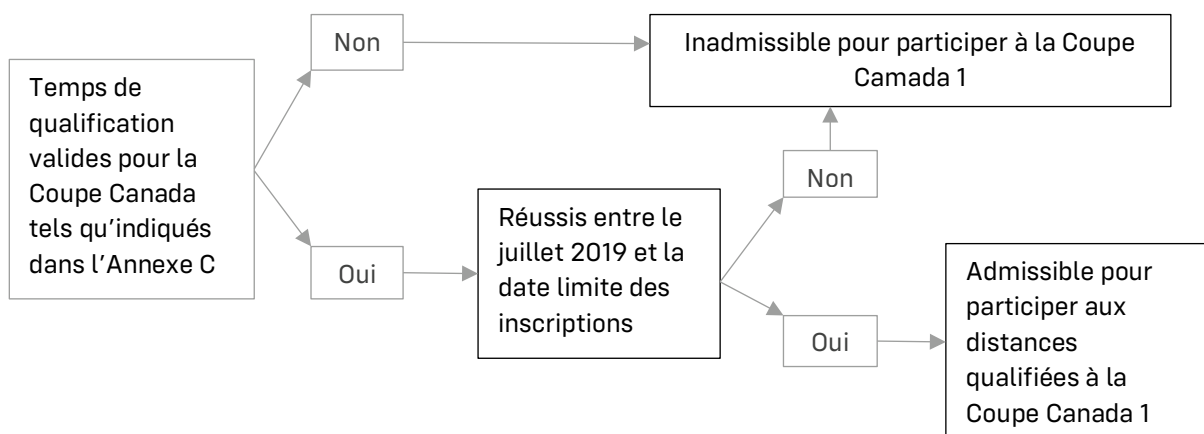 Non
Inadmissible pour participer à la Coupe
Camada 1
Temps de
qualification
valides pour la
Coupe Canada
tels qu'indiqués
dans l'Annexe C
Oui
Réussis entre le
juillet 2019 et la
date limite des
inscriptions
Non
Oui
Admissible pour
participer aux
distances
qualifiées à la
Coupe Canada 1